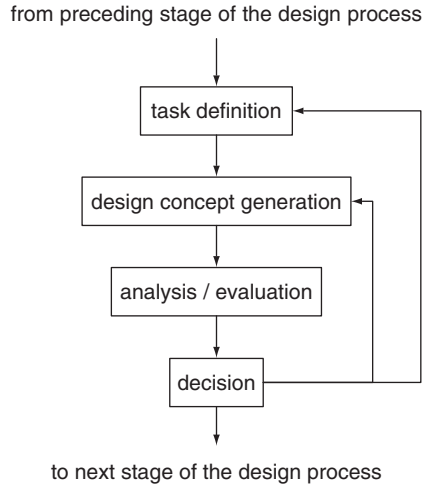 from preceding stage of the design process
task definition
design concept generation
analysis / evaluation
decision
to next stage of the design process